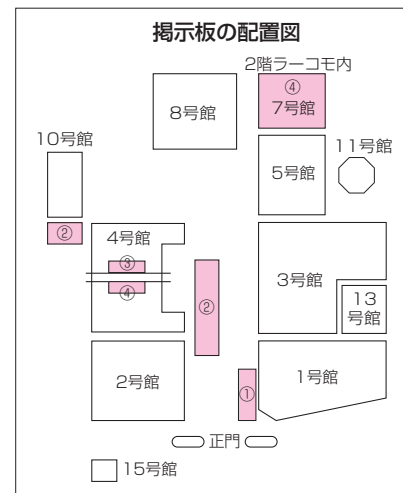 掲示板の配置図
2階ラーコモ内
④
7号館
8号館
10号館
11号館
5号館
②
4号館
③
④
②
3号館
13
号館
2号館
①
1号館
正門
15号館